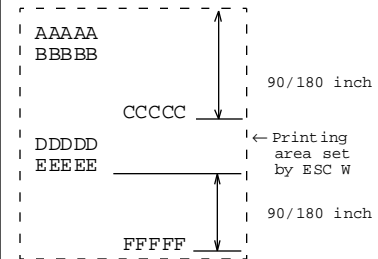 AAAAA
BBBBB
90/180 inch
CCCCC
← Printing
area set
by ESC W
DDDDD
EEEEE
90/180 inch
FFFFF